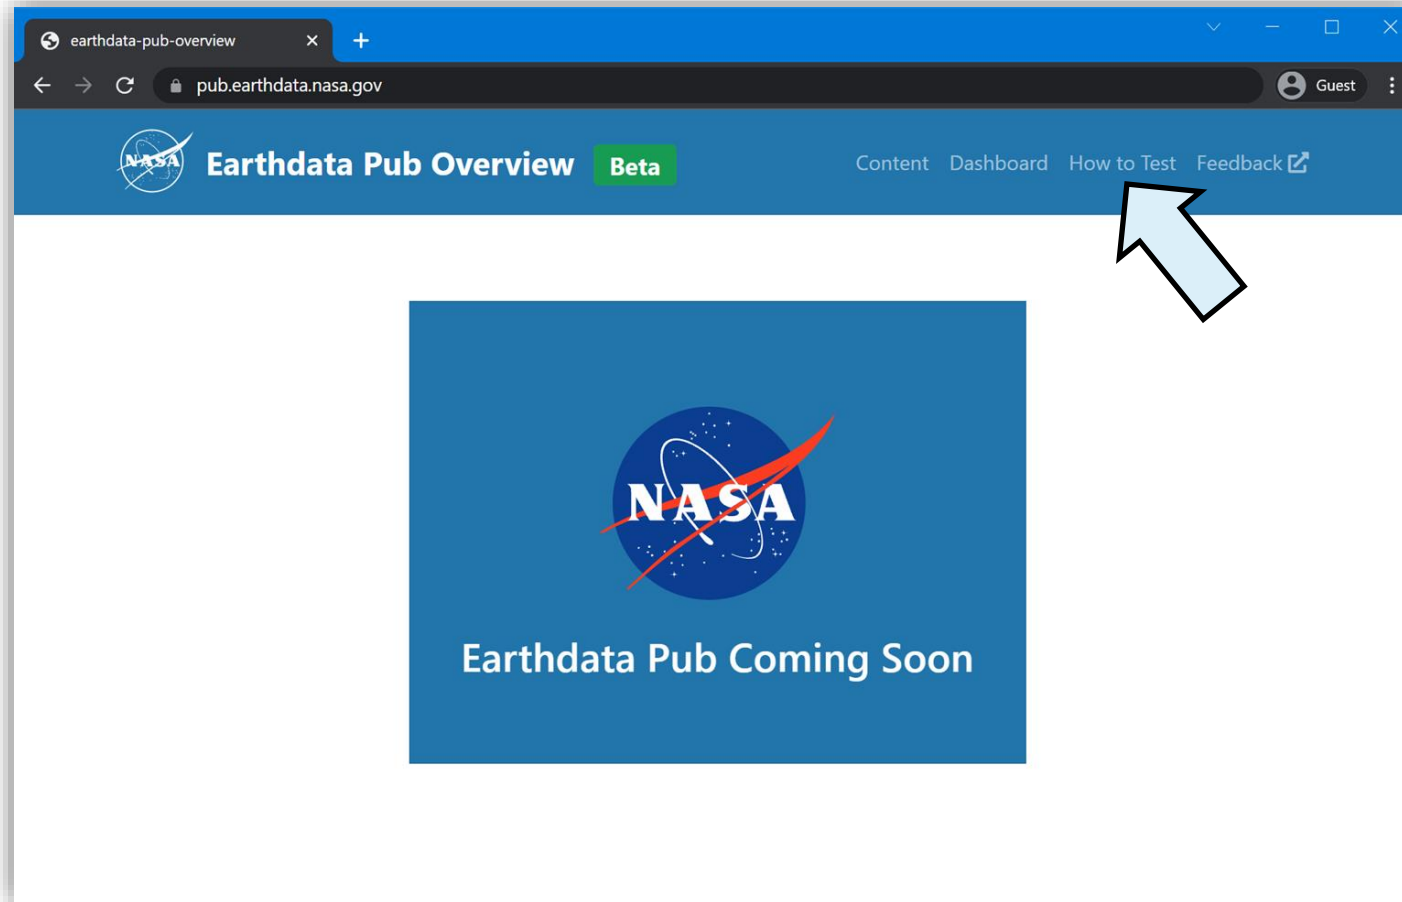 earthdata-pub-overview
pub.earthdata.nasa.gov
Guest
NASA
Earthdata Pub Overview Beta
Content Dashboard How to Test Feedback
NASA
Earthdata Pub Coming Soon